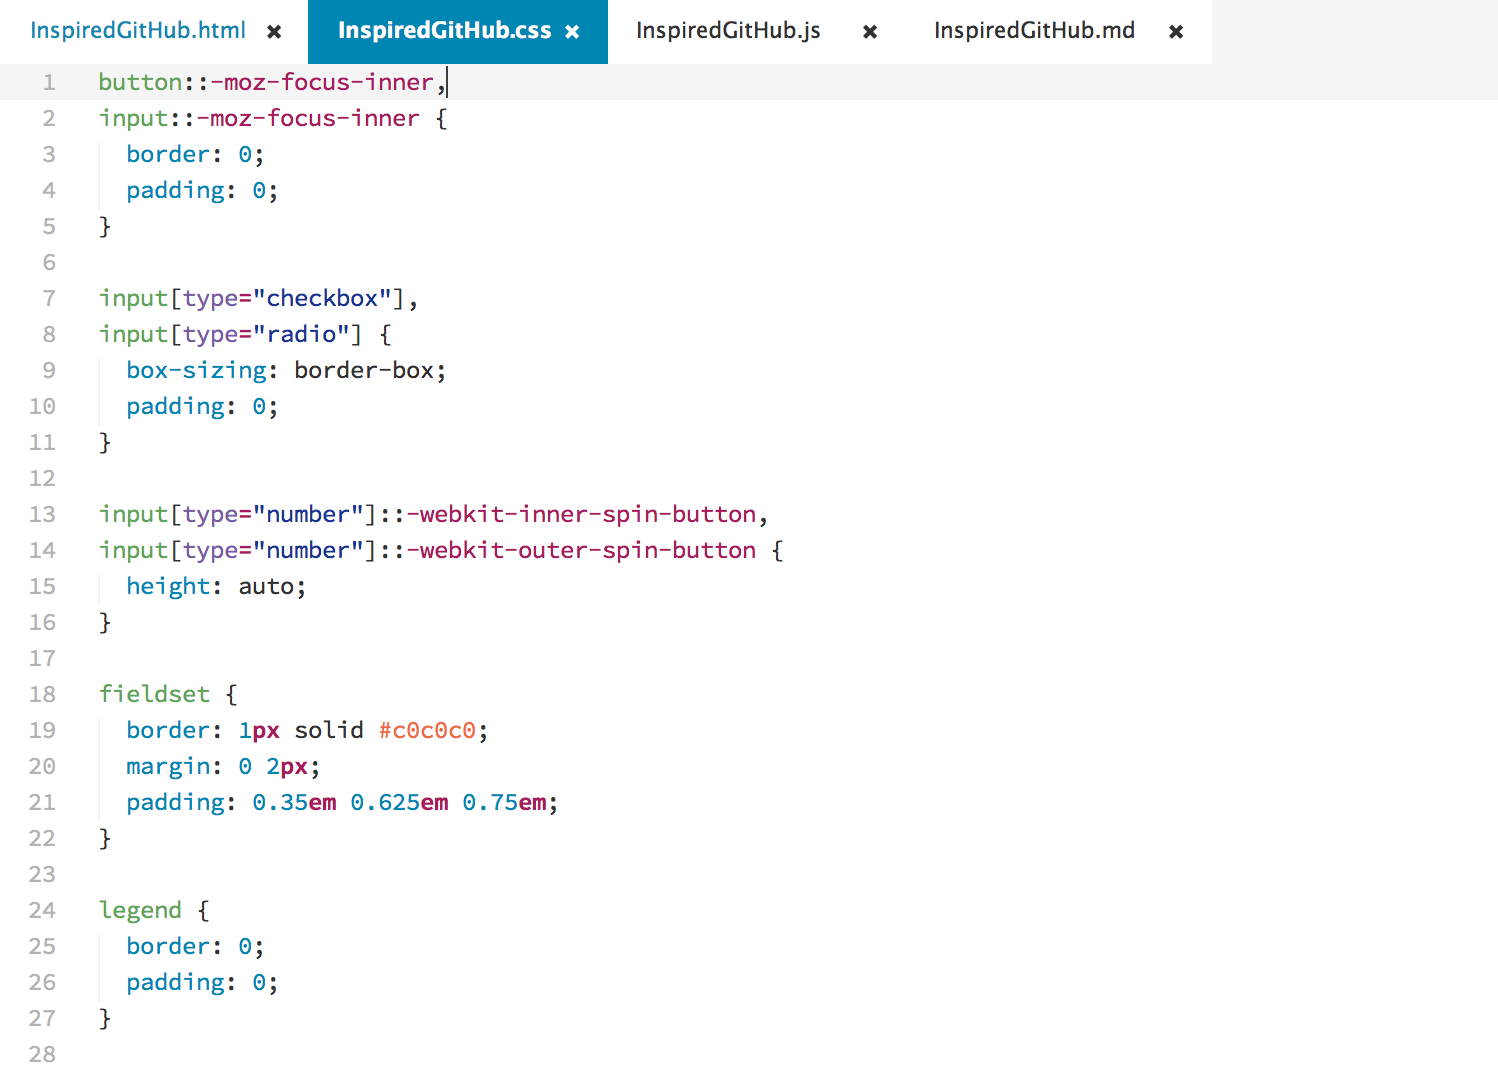 InspiredGitHub.html × InspiredGitHub.css × InspiredGitHub.js × InspiredGitHub.md ×
1 button::-moz-focus-inner,
2 input::-moz-focus-inner {
3   border: 0;
4   padding: 0;
5 }
6
7 input[type="checkbox"],
8 input[type="radio"] {
9   box-sizing: border-box;
10   padding: 0;
11 }
12
13 input[type="number"]::-webkit-inner-spin-button,
14 input[type="number"]::-webkit-outer-spin-button {
15   height: auto;
16 }
17
18 fieldset {
19   border: 1px solid #c0c0c0;
20   margin: 0 2px;
21   padding: 0.35em 0.625em 0.75em;
22 }
23
24 legend {
25   border: 0;
26   padding: 0;
27 }
28